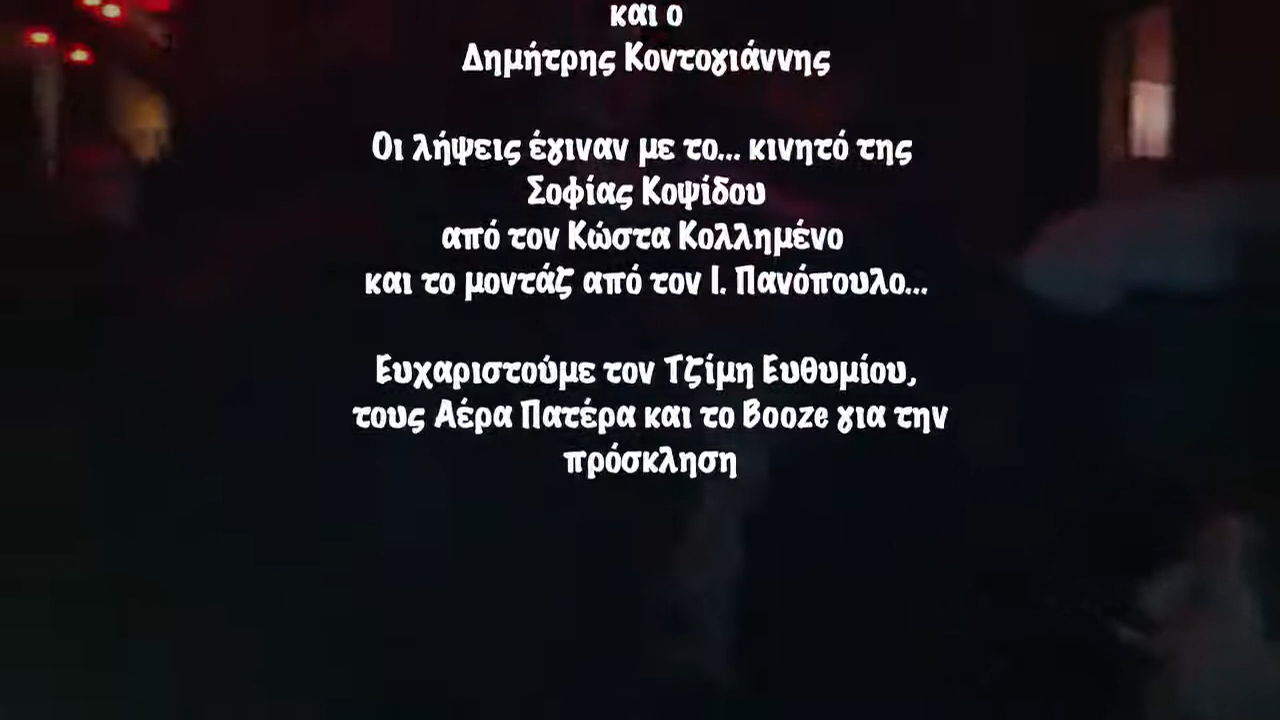 και ο
Δημήτρης Κοντογιάννης
Οι λήψεις έγιναν με το... κινητό της
Σοφίας Κοψίδου
από τον Κώστα Κολλημένο
και το μοντάζ από τον Ι. Πανόπουλο...
Ευχαριστούμε τον Τζίμη Ευθυμίου,
τους Αέρα Πατέρα και το Booze για την
πρόσκληση